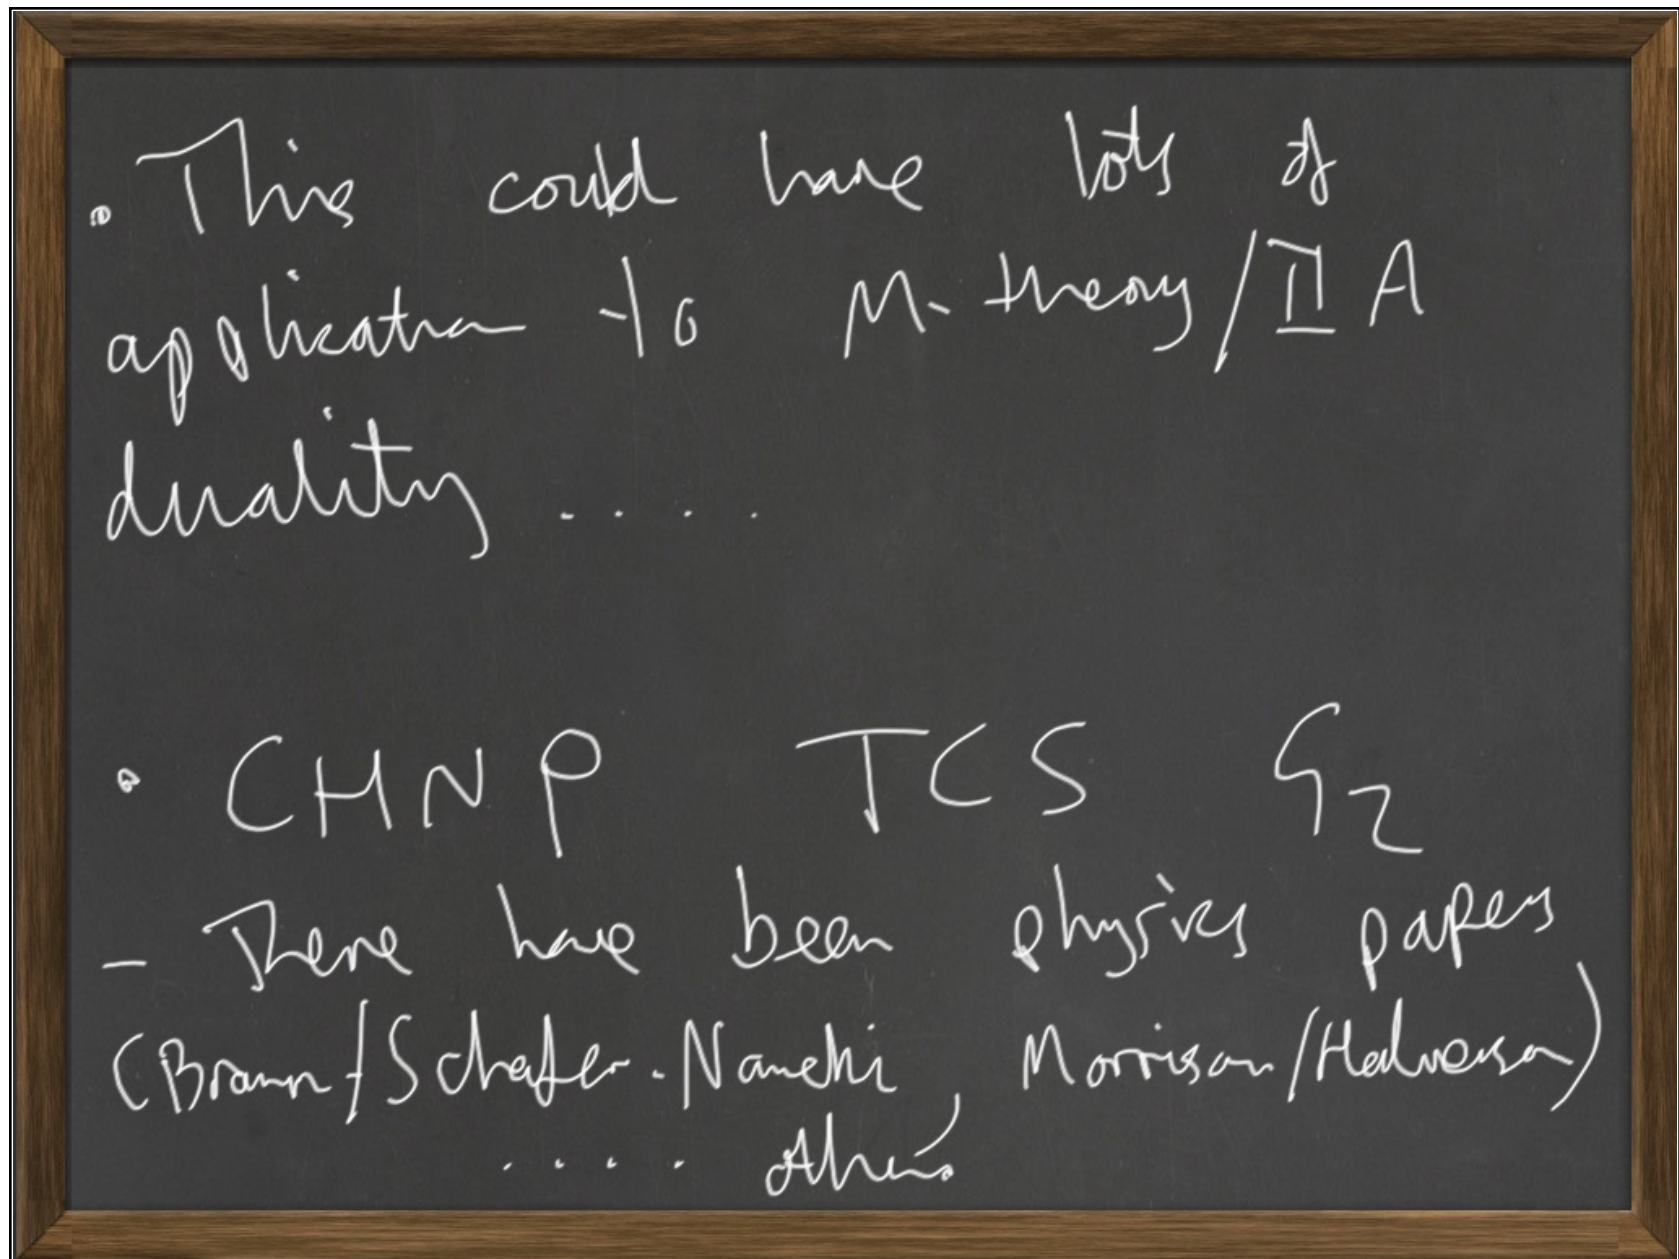 • This could have lots of
application to M-theory/IIA
duality ....
• CHNP TCS G2
- There have been physics papers
(Braun/Schafer-Nameki, Morrison/Halverson)
.... others